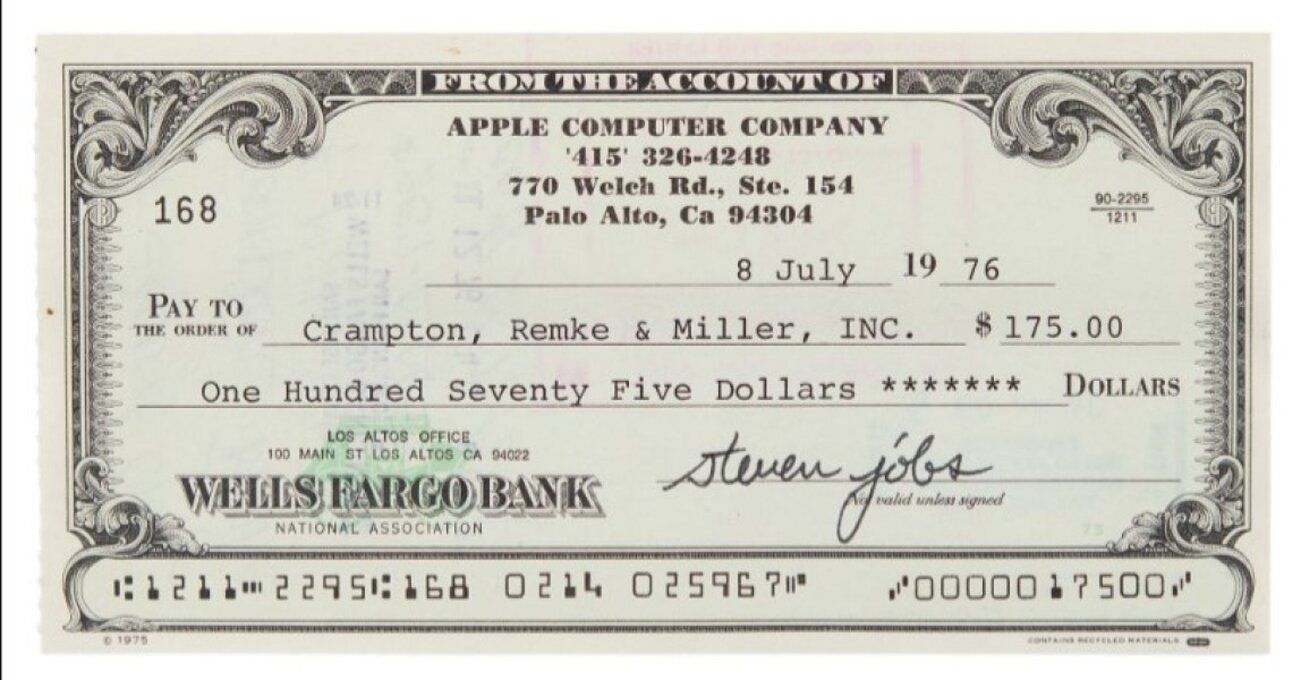 FROM THE ACCOUNT OF
APPLE COMPUTER COMPANY
'415' 326-4248
770 Welch Rd., Ste. 154
Palo Alto, Ca 94304
168
90-2295
1211
8 July 19 76
PAY TO
THE ORDER OF Crampton, Remke & Miller, INC. $ 175.00
One Hundred Seventy Five Dollars ******* DOLLARS
LOS ALTOS OFFICE
100 MAIN ST LOS ALTOS CA 94022
WELLS FARGO BANK
NATIONAL ASSOCIATION
steven jobs
valid unless signed
75
⑆1211⑉2295⑆168 0214 025967⑈ ⑇0000017500⑇
© 1975
CONTAINS RECYCLED MATERIALS